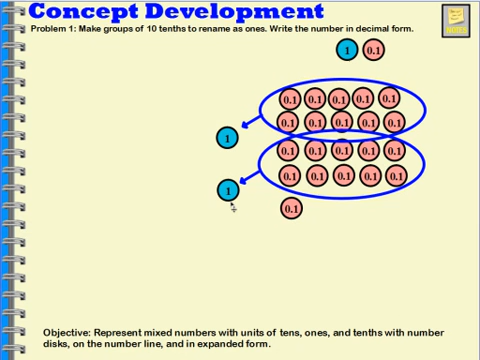 Concept Development
Problem 1: Make groups of 10 tenths to rename as ones. Write the number in decimal form.
1 0.1
0.1 0.1 0.1 0.1 0.1
0.1 0.1 0.1 0.1 0.1
1
0.1 0.1 0.1 0.1 0.1
0.1 0.1 0.1 0.1 0.1
1
0.1
Objective: Represent mixed numbers with units of tens, ones, and tenths with number
disks, on the number line, and in expanded form.